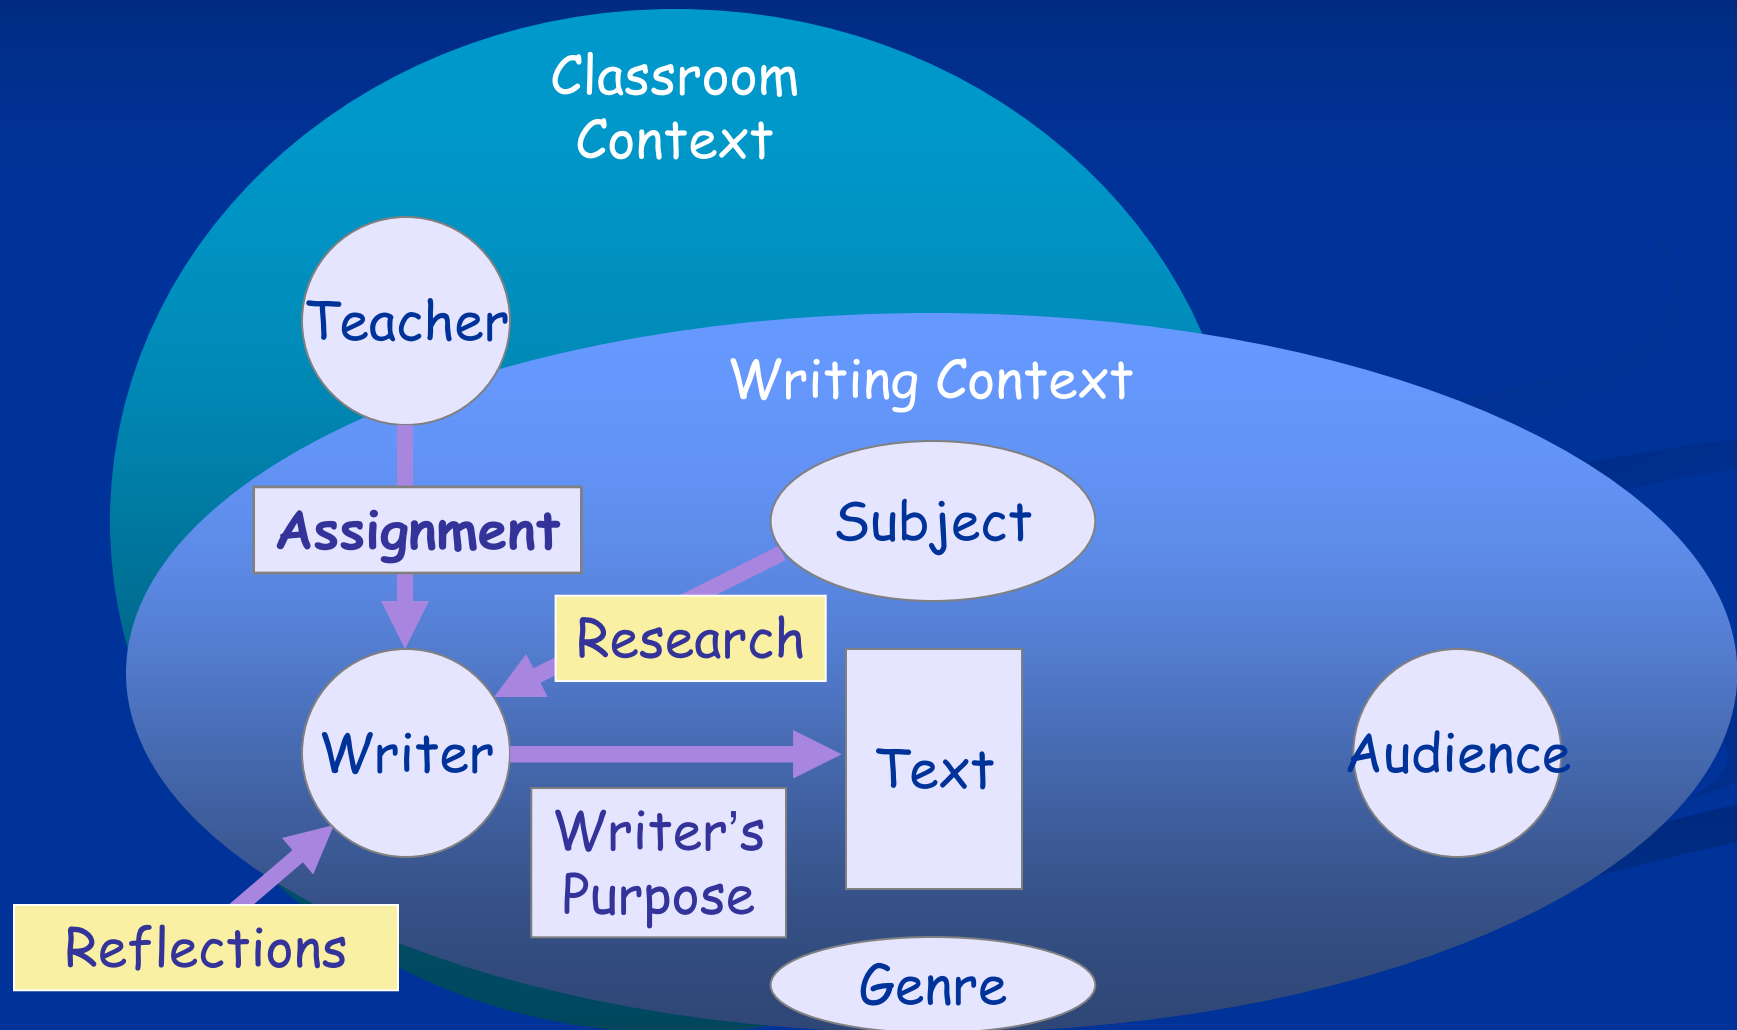 Classroom
Context
Teacher
Writing Context
Assignment
Subject
Research
Writer
Text
Audience
Writer’s
Purpose
Reflections
Genre